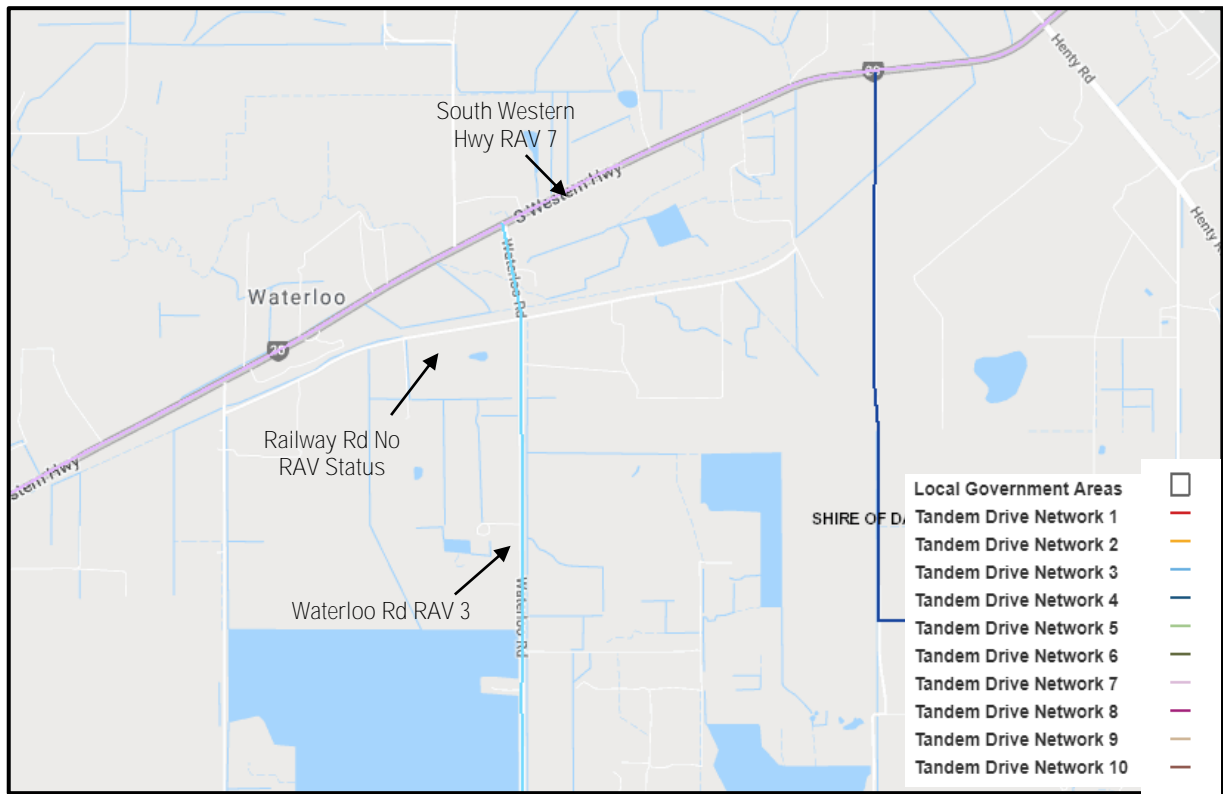 Henty Rd
20
South Western
Hwy RAV 7
S Western Hwy
Henty R
Waterloo Rd
Waterloo
20
Railway Rd No
RAV Status
stern Hwy
Local Government Areas
SHIRE OF DA
Tandem Drive Network 1
Tandem Drive Network 2
Tandem Drive Network 3
Tandem Drive Network 4
Tandem Drive Network 5
Tandem Drive Network 6
Tandem Drive Network 7
Tandem Drive Network 8
Tandem Drive Network 9
Tandem Drive Network 10
Waterloo Rd RAV 3
Waterloo Rd